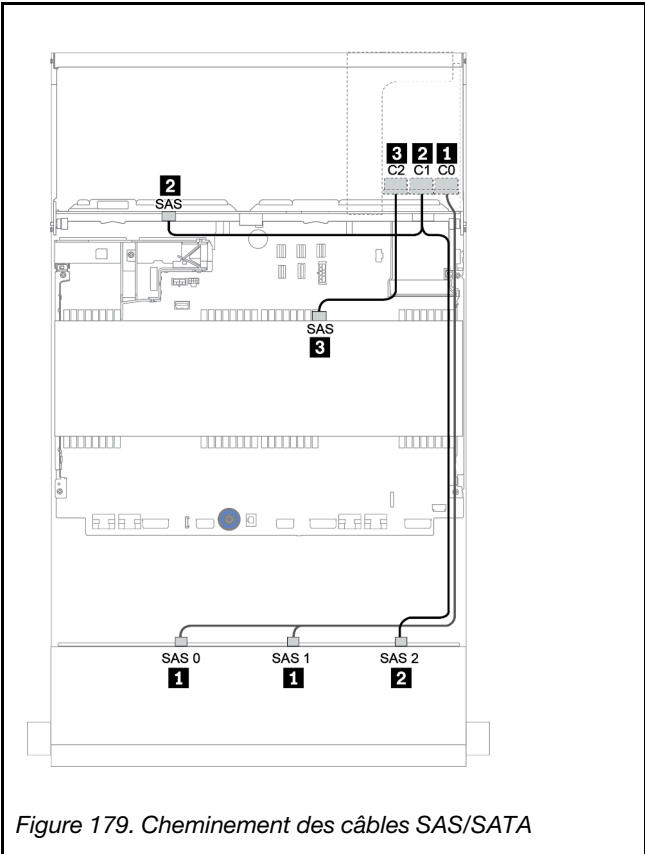 3 2 1
C2 C1 C0
2
SAS
SAS
3
SAS 0 SAS 1 SAS 2
1 1 2
Figure 179. Cheminement des câbles SAS/SATA